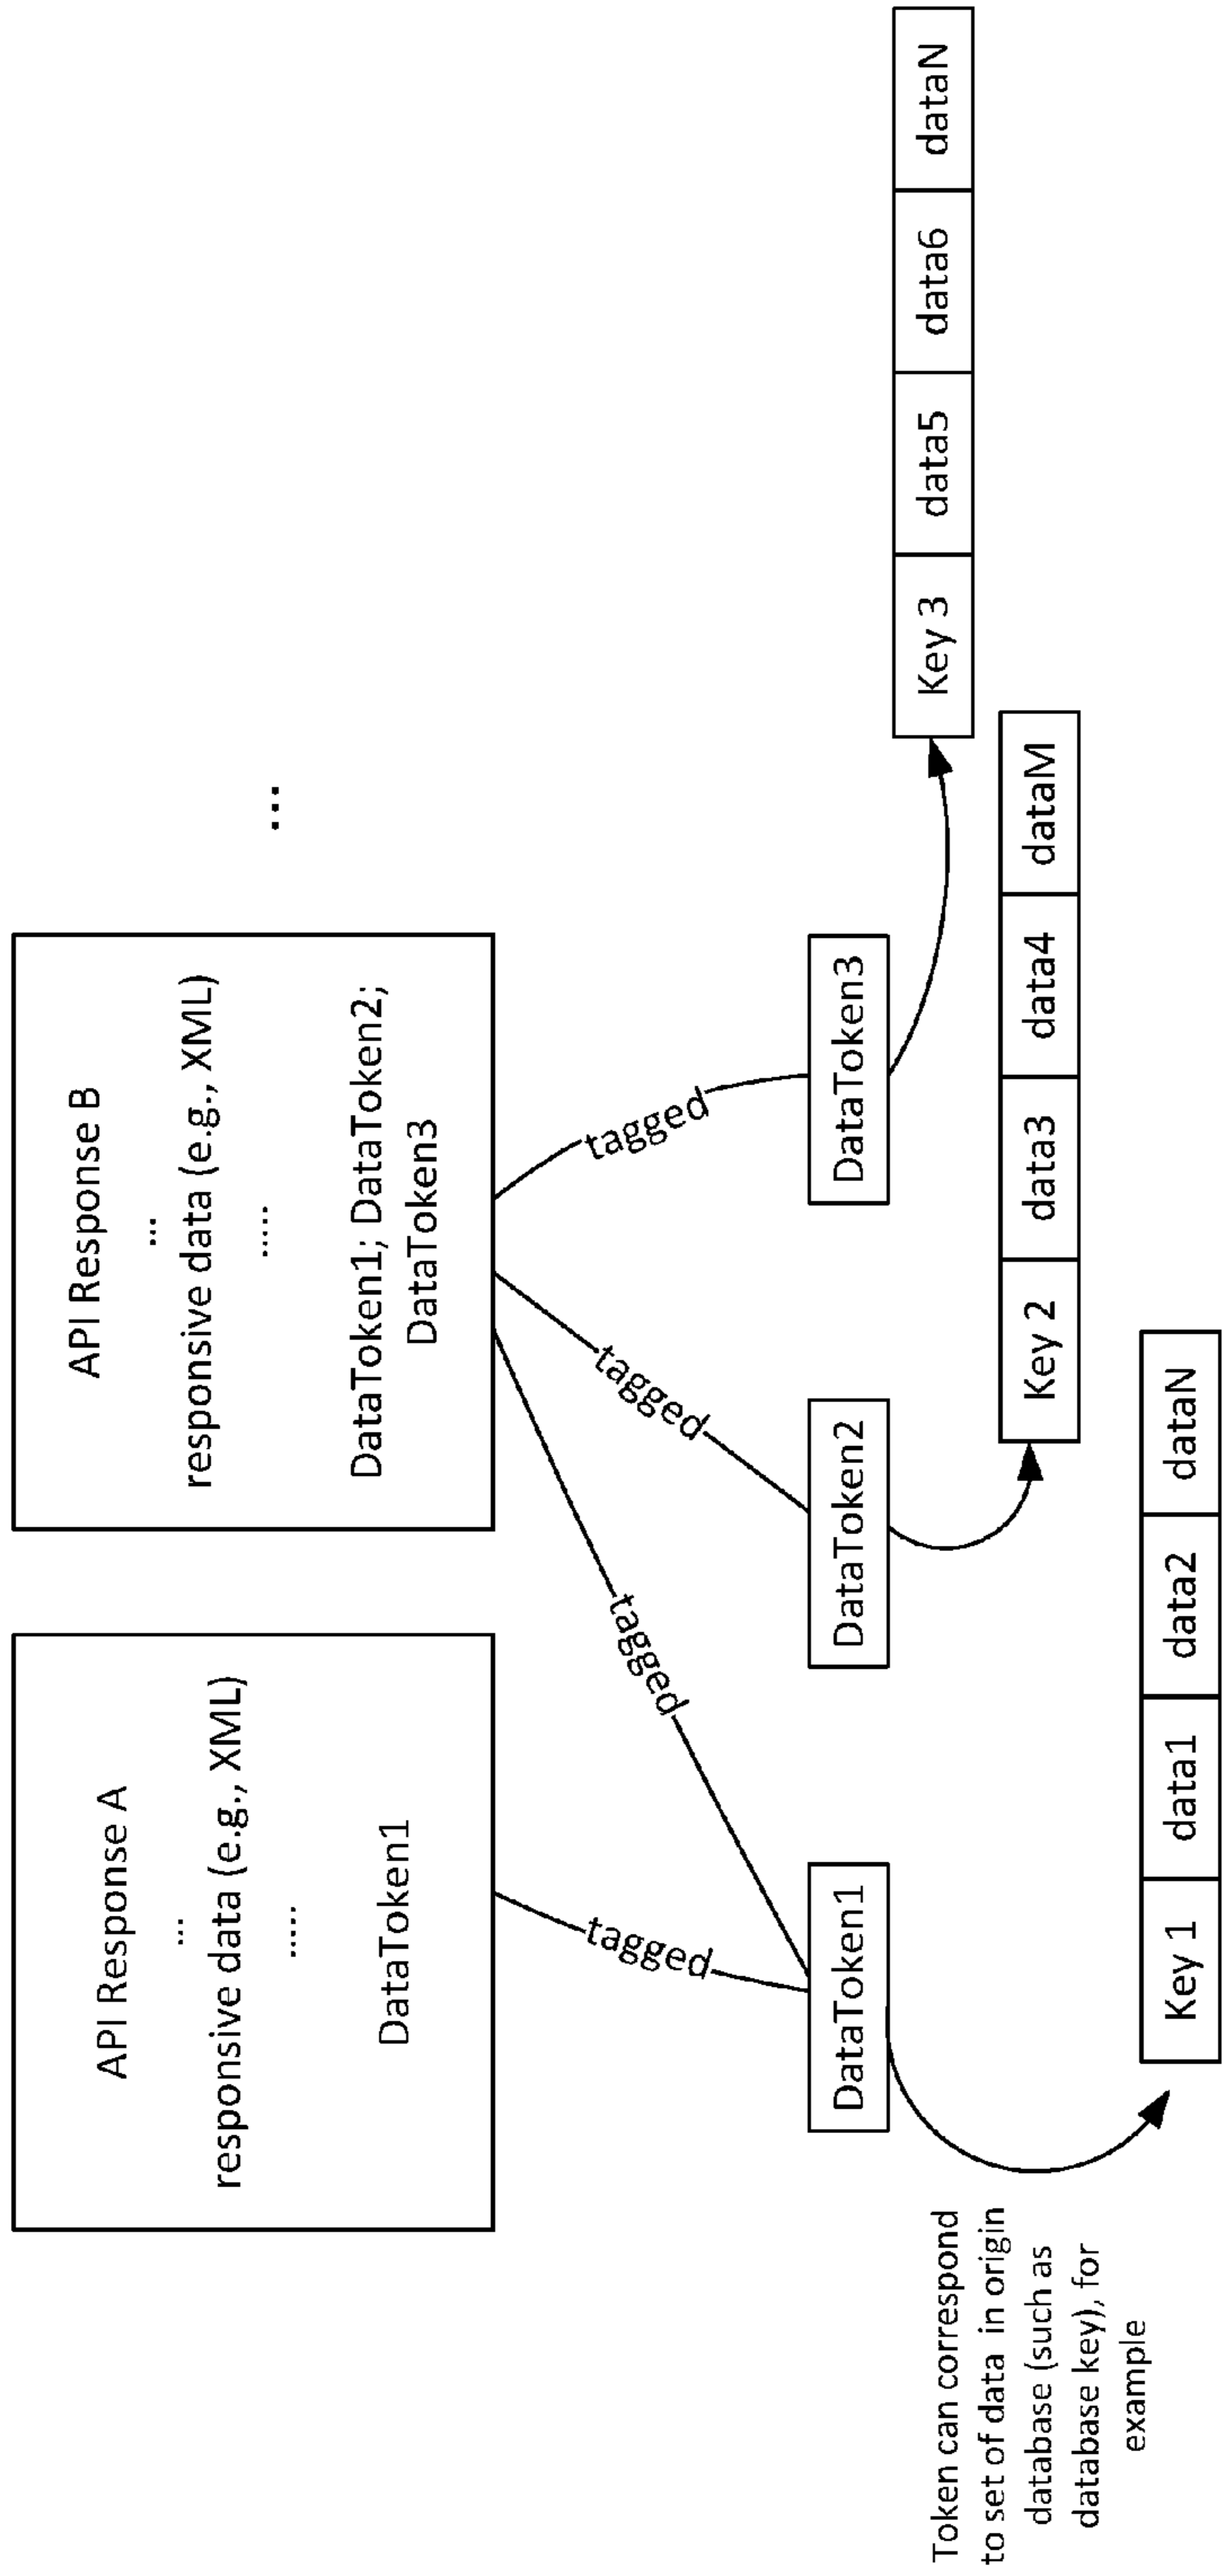 API Response A
...
responsive data (e.g., XML)
.....
DataToken1
API Response B
...
responsive data (e.g., XML)
.....
DataToken1; DataToken2;
DataToken3
...
tagged
tagged
tagged
tagged
DataToken1
DataToken2
DataToken3
Key 3 data5 data6 dataN
Key 2 data3 data4 dataM
Key 1 data1 data2 dataN
Token can correspond
to set of data in origin
database (such as
database key), for
example